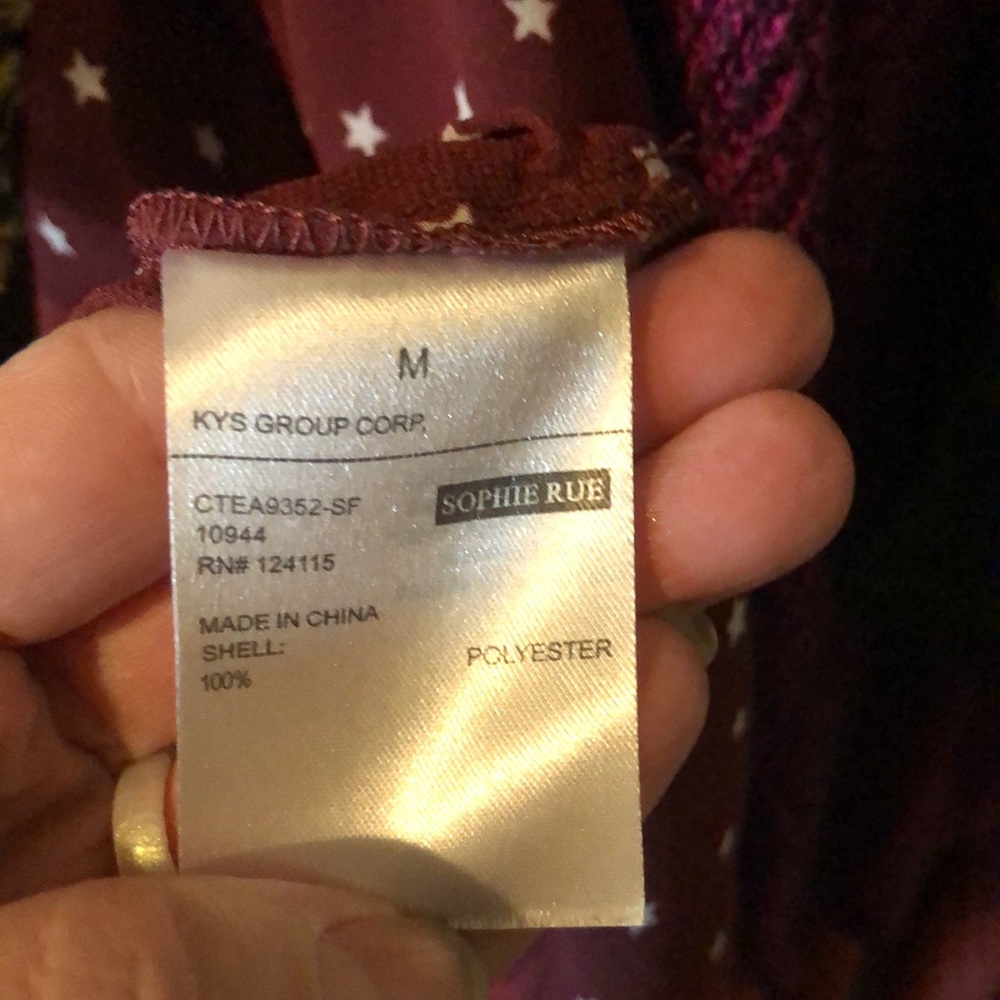 M
KYS GROUP CORP.
CTEA9352-SF
SOPHIE RUE
10944
RN# 124115
MADE IN CHINA
SHELL:
100% POLYESTER